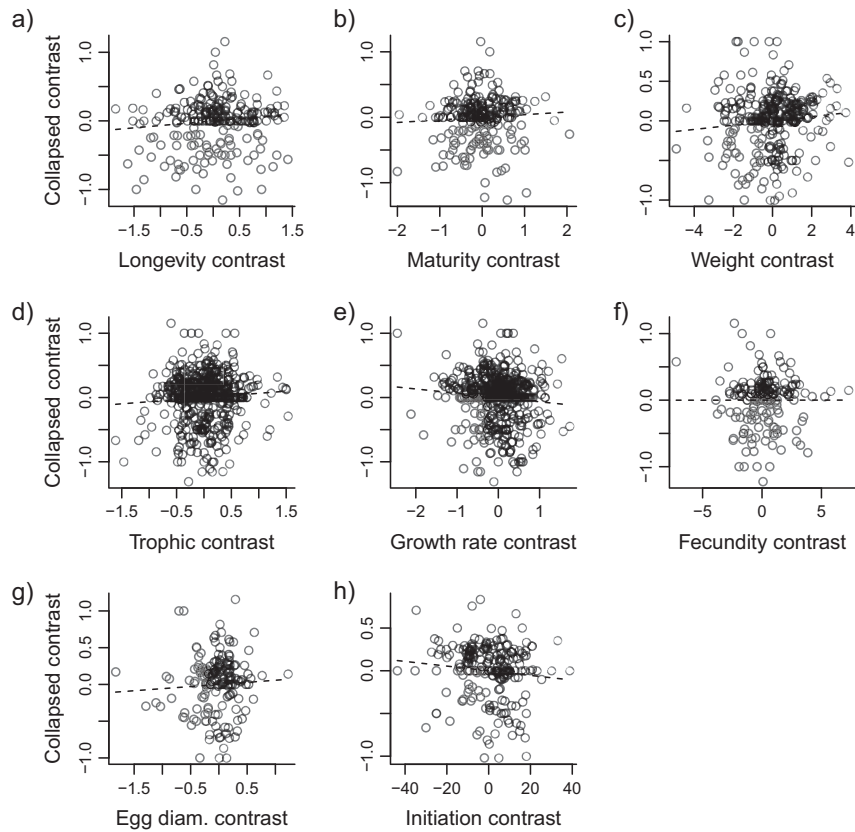 a)
b)
c)
Collapsed contrast
1.0
0.0
−1.0
−1.5 −0.5 0.5 1.5
Longevity contrast
1.0
0.0
−1.0
−2 −1 0 1 2
Maturity contrast
1.0
0.5
0.0
−1.0
−4 −2 0 2 4
Weight contrast
d)
e)
f)
Collapsed contrast
1.0
0.0
−1.0
−1.5 −0.5 0.5 1.5
Trophic contrast
1.0
0.0
−1.0
−2 −1 0 1
Growth rate contrast
1.0
0.0
−1.0
−5 0 5
Fecundity contrast
g)
h)
Collapsed contrast
1.0
0.5
0.0
−1.0
−1.5 −0.5 0.5
Egg diam. contrast
0.5
0.0
−1.0
−40 −20 0 20 40
Initiation contrast